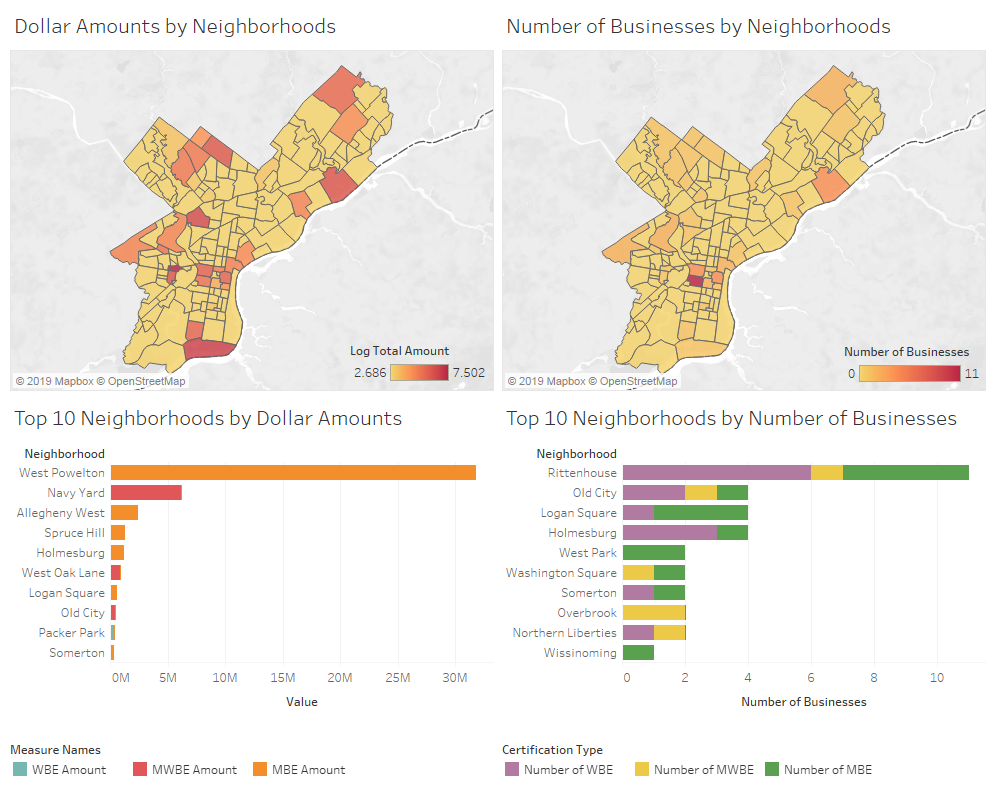 Dollar Amounts by Neighborhoods
Number of Businesses by Neighborhoods
Log Total Amount
2.686 7.502
© 2019 Mapbox © OpenStreetMap
Number of Businesses
0 11
© 2019 Mapbox © OpenStreetMap
Top 10 Neighborhoods by Dollar Amounts
Neighborhood
West Powelton
Navy Yard
Allegheny West
Spruce Hill
Holmesburg
West Oak Lane
Logan Square
Old City
Packer Park
Somerton
0M 5M 10M 15M 20M 25M 30M
Value
Top 10 Neighborhoods by Number of Businesses
Neighborhood
Rittenhouse
Old City
Logan Square
Holmesburg
West Park
Washington Square
Somerton
Overbrook
Northern Liberties
Wissinoming
0 2 4 6 8 10
Number of Businesses
Measure Names
WBE Amount MWBE Amount MBE Amount
Certification Type
Number of WBE Number of MWBE Number of MBE